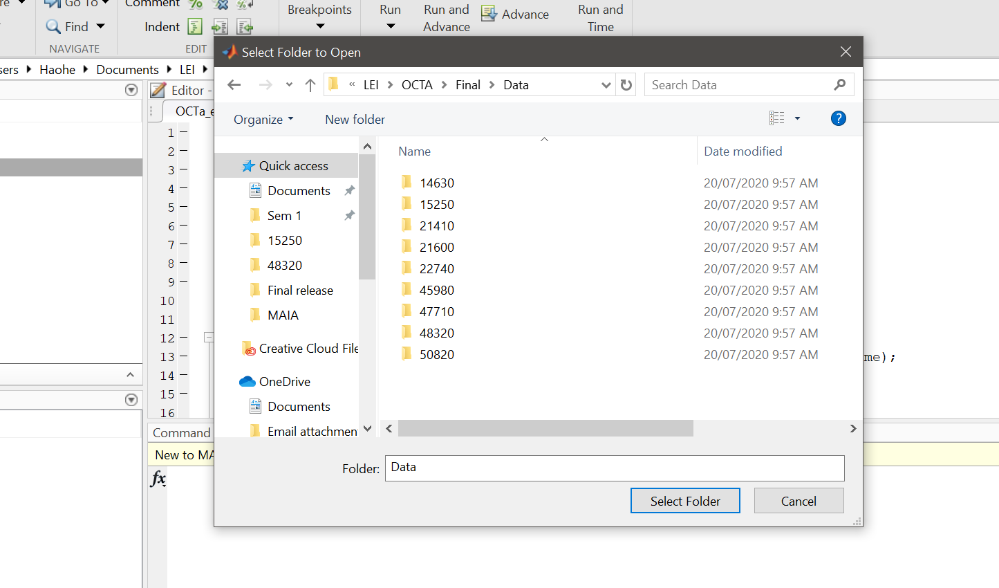 Go To
Comment
Breakpoints
Run
Run and
Advance
Advance
Run and
Time
Find
Indent
NAVIGATE
EDIT
Select Folder to Open
Haohe
Documents
LEI
« LEI > OCTA > Final > Data
Search Data
Editor -
Organize
New folder
?
Name
Date modified
1
2
3
4
5
6
7
8
9
10
11
12
13
14
15
16
Quick access
Documents
Sem 1
15250
48320
Final release
MAIA
Creative Cloud File
OneDrive
Documents
Email attachmen
14630 20/07/2020 9:57 AM
15250 20/07/2020 9:57 AM
21410 20/07/2020 9:57 AM
21600 20/07/2020 9:57 AM
22740 20/07/2020 9:57 AM
45980 20/07/2020 9:57 AM
47710 20/07/2020 9:57 AM
48320 20/07/2020 9:57 AM
50820 20/07/2020 9:57 AM
me);
Command
New to MA
fx
Folder: Data
Select Folder
Cancel